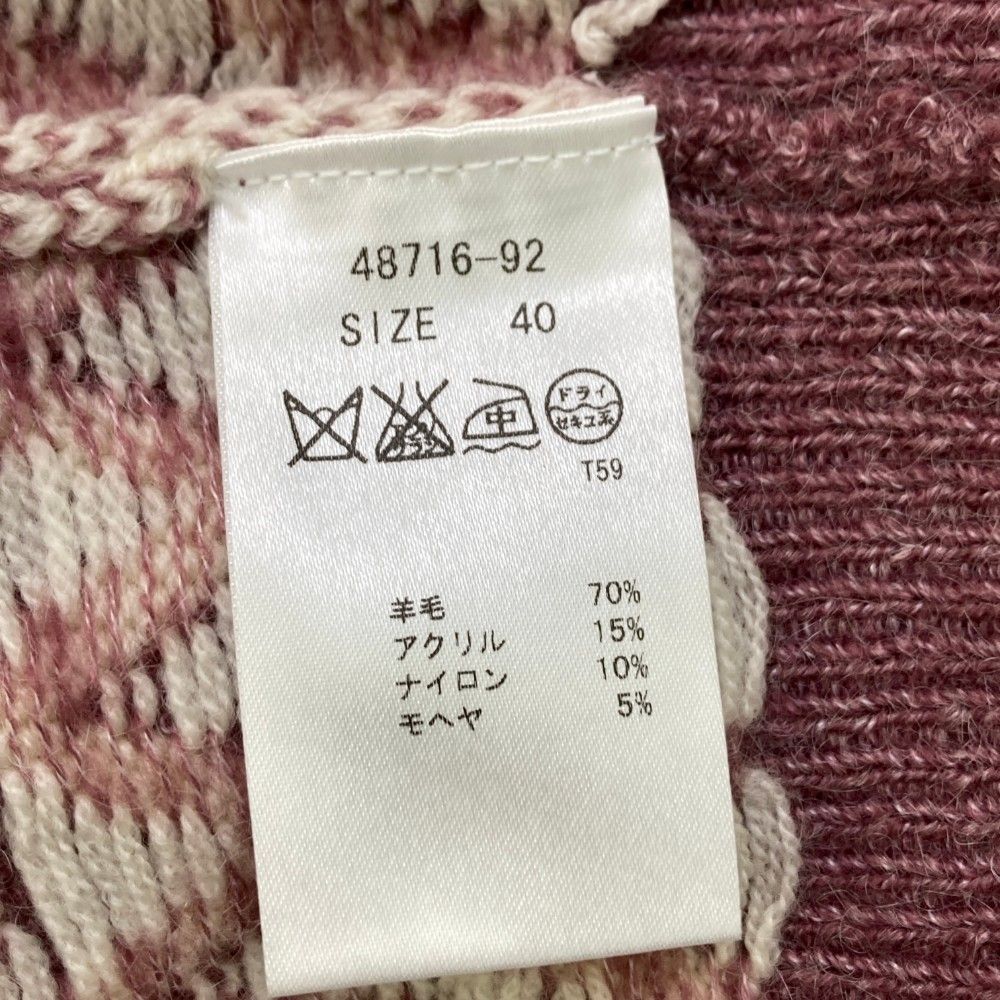 48716-92
SIZE 40
中 ドライ
セキユ系
T59
羊毛 70%
アクリル 15%
ナイロン 10%
モヘヤ 5%